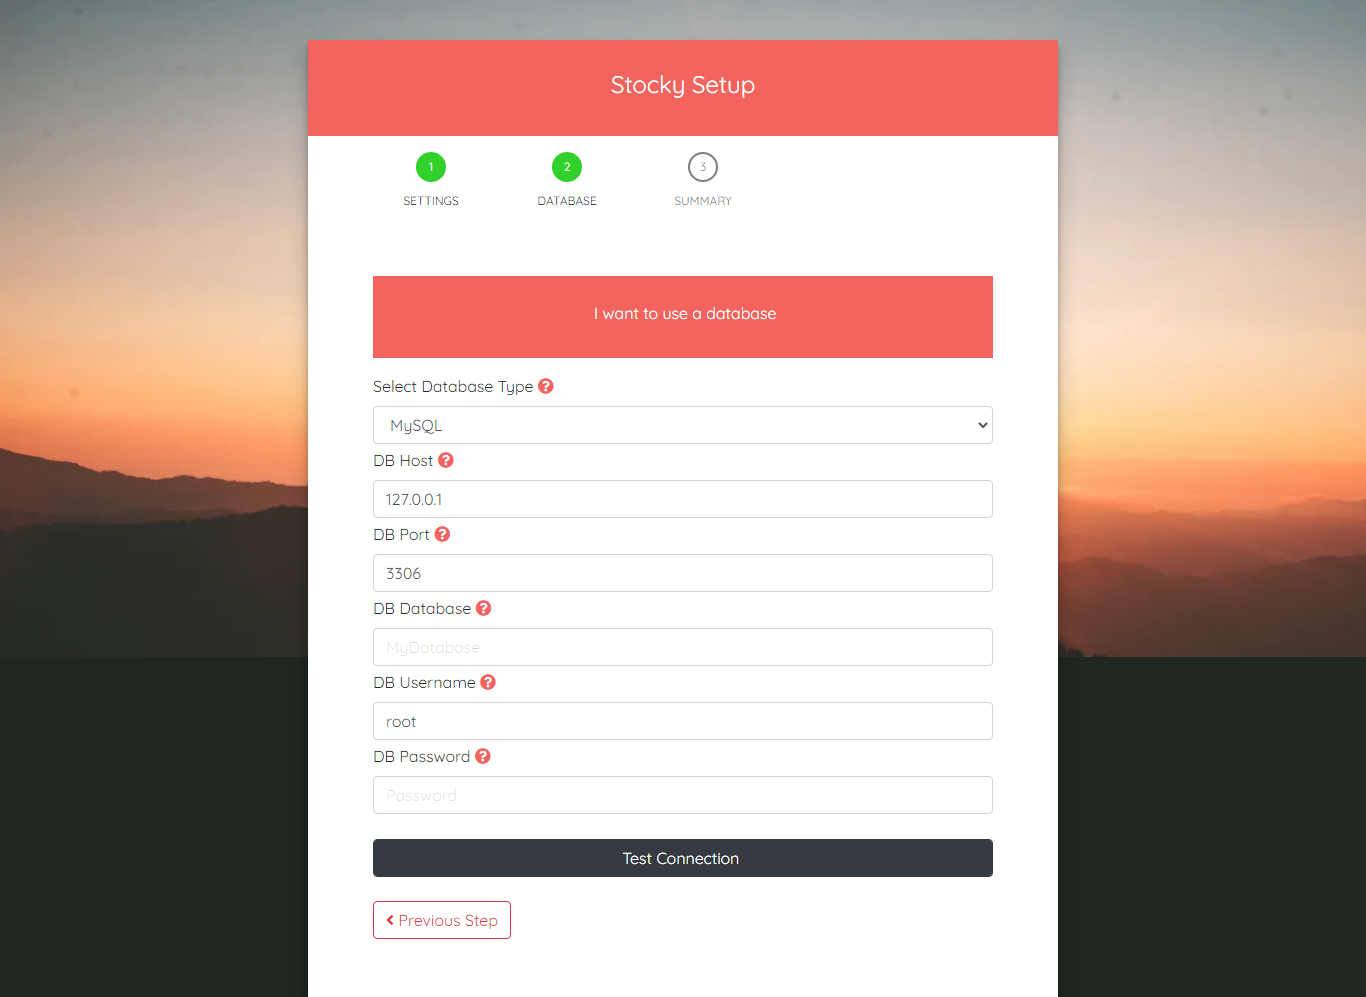 Stocky Setup
1
2
3
SETTINGS
DATABASE
SUMMARY
I want to use a database
Select Database Type
MySQL
DB Host
127.0.0.1
DB Port
3306
DB Database
MyDatabase
DB Username
root
DB Password
Password
Test Connection
Previous Step